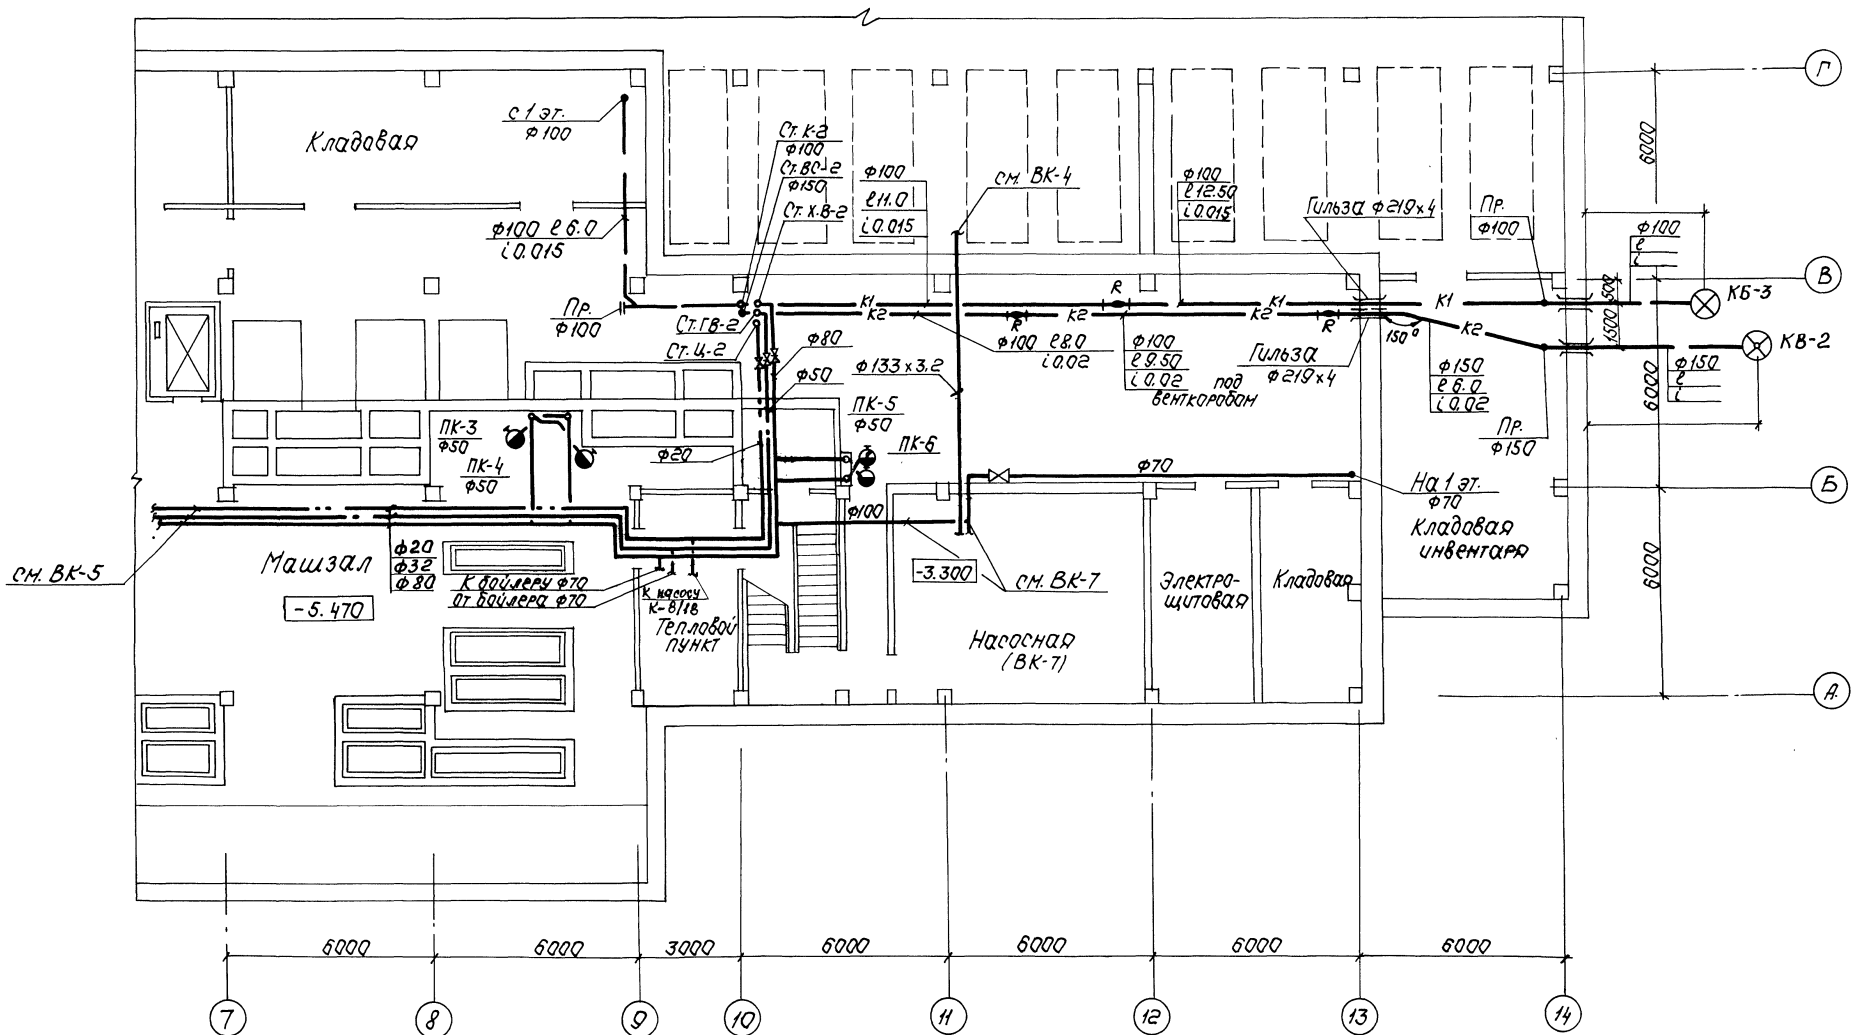 Г
Кладовая
с 1 эт.
ф100
Ст. К-2
ф100
Ст. ВС-2
ф150
Ст. Х.В-2
ф100
ℓ11.0
i 0.015
см. ВК-4
ф100
ℓ12.50
i 0.015
Гильза ф219х4
Пр.
ф100
6000
ф100 ℓ6.0
i 0.015
ф100
ℓ
i
В
Пр.
ф100
R
К1
К1
К1
КБ-3
Ст. ГВ-2
К2
R
К2
К2
R
150°
К2
500
1500
КВ-2
Ст. Ц-2
ф80
ф100 ℓ8.0
i 0.02
ф100
ℓ9.50
i 0.02
под
венткоробом
Гильза
ф219х4
ф150
ℓ6.0
i 0.02
ф150
ℓ
i
6000
ф50
ф133х3,2
ПК-5
ф50
ПК-3
ф50
ПК-6
Пр.
ф150
ПК-4
ф50
ф20
ф70
На 1 эт.
ф70
Б
ф100
Кладовая
инвентаря
см. ВК-5
Машзал
-5.470
ф20
ф32
ф80
К бойлеру ф70
От бойлера ф70
К насосу
К-8/18
Тепловой
пункт
-3.300
см. ВК-7
Электро-
щитовая
Кладовая
6000
Насосная
(ВК-7)
А
6000
6000
3000
6000
6000
6000
6000
7
8
9
10
11
12
13
14